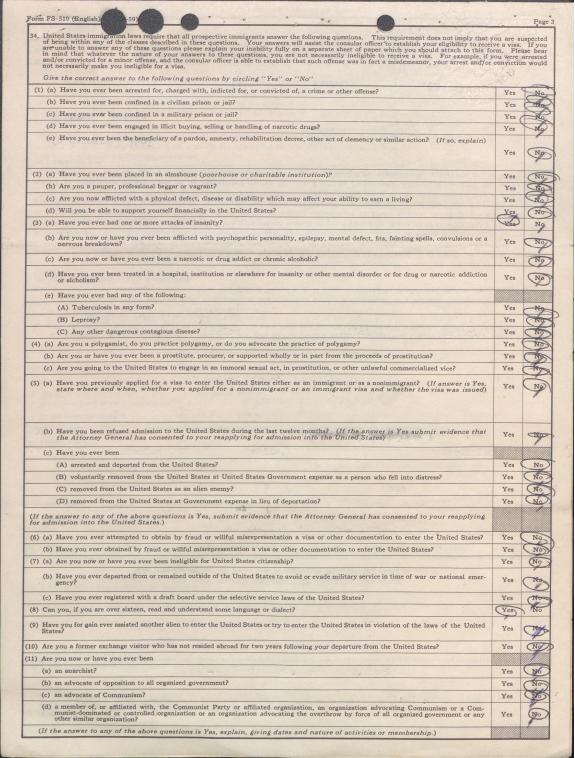 Form FS-510 (English)
Page 2
34. United States immigration laws require that all prospective immigrants answer the following questions. This requirement does not imply that you are suspected
of being within any of the classes described in these questions. Your answers will assist the consular officer to establish your eligibility to receive a visa. If you
are unable to answer any of these questions please explain your inability fully on a separate sheet of paper which you should attach to this form. Please bear
in mind that whatever the nature of your answers to these questions, you are not necessarily ineligible to receive a visa. For example, if you were arrested
and/or convicted for a minor offense, and the consular officer is able to establish that such offense was in fact a misdemeanor, your arrest and/or conviction would
not necessarily make you ineligible for a visa.
Give the correct answer to the following questions by circling "Yes" or "No"
(1) (a) Have you ever been arrested for, charged with, indicted for, or convicted of, a crime or other offense? Yes No
(b) Have you ever been confined in a civilian prison or jail? Yes No
(c) Have you ever been confined in a military prison or jail? Yes No
(d) Have you ever been engaged in illicit buying, selling or handling of narcotic drugs? Yes No
(e) Have you ever been the beneficiary of a pardon, amnesty, rehabilitation decree, other act of clemency or similar action? (If so, explain) Yes No
(2) (a) Have you ever been placed in an almshouse (poorhouse or charitable institution)? Yes No
(b) Are you a pauper, professional beggar or vagrant? Yes No
(c) Are you now afflicted with a physical defect, disease or disability which may affect your ability to earn a living? Yes No
(d) Will you be able to support yourself financially in the United States? Yes No
(3) (a) Have you ever had one or more attacks of insanity? Yes No
(b) Are you now or have you ever been afflicted with psychopathic personality, epilepsy, mental defect, fits, fainting spells, convulsions or a
nervous breakdown? Yes No
(c) Are you now or have you ever been a narcotic or drug addict or chronic alcoholic? Yes No
(d) Have you ever been treated in a hospital, institution or elsewhere for insanity or other mental disorder or for drug or narcotic addiction
or alcholism? Yes No
(e) Have you ever had any of the following:
(A) Tuberculosis in any form? Yes No
(B) Leprosy? Yes No
(C) Any other dangerous contagious disease? Yes No
(4) (a) Are you a polygamist, do you practice polygamy, or do you advocate the practice of polygamy? Yes No
(b) Are you or have you ever been a prostitute, procurer, or supported wholly or in part from the proceeds of prostitution? Yes No
(c) Are you going to the United States to engage in an immoral sexual act, in prostitution, or other unlawful commercialized vice? Yes No
(5) (a) Have you previously applied for a visa to enter the United States either as an immigrant or as a nonimmigrant? (If answer is Yes,
state where and when, whether you applied for a nonimmigrant or an immigrant visa and whether the visa was issued) Yes No
(b) Have you been refused admission to the United States during the last twelve months? (If the answer is Yes submit evidence that
the Attorney General has consented to your reapplying for admission into the United States) Yes No
(c) Have you ever been
(A) arrested and deported from the United States? Yes No
(B) voluntarily removed from the United States at United States Government expense as a person who fell into distress? Yes No
(C) removed from the United States as an alien enemy? Yes No
(D) removed from the United States at Government expense in lieu of deportation? Yes No
(If the answer to any of the above questions is Yes, submit evidence that the Attorney General has consented to your reapplying
for admission into the United States.)
(6) (a) Have you ever attempted to obtain by fraud or willful misrepresentation a visa or other documentation to enter the United States? Yes No
(b) Have you ever obtained by fraud or willful misrepresentation a visa or other documentation to enter the United States? Yes No
(7) (a) Are you now or have you ever been ineligible for United States citizenship? Yes No
(b) Have you ever departed from or remained outside of the United States to avoid or evade military service in time of war or national emer-
gency? Yes No
(c) Have you ever registered with a draft board under the selective service laws of the United States? Yes No
(8) Can you, if you are over sixteen, read and understand some language or dialect? Yes No
(9) Have you for gain ever assisted another alien to enter the United States or try to enter the United States in violation of the laws of the United
States? Yes No
(10) Are you a former exchange visitor who has not resided abroad for two years following your departure from the United States? Yes No
(11) Are you now or have you ever been
(a) an anarchist? Yes No
(b) an advocate of opposition to all organized government? Yes No
(c) an advocate of Communism? Yes No
(d) a member of, or affiliated with, the Communist Party or affiliated organization, an organization advocating Communism or a Com-
munist-dominated or controlled organization or an organization advocating the overthrow by force of all organized government or any
other similar organization? Yes No
(If the answer to any of the above questions is Yes, explain, giving dates and nature of activities or membership.)